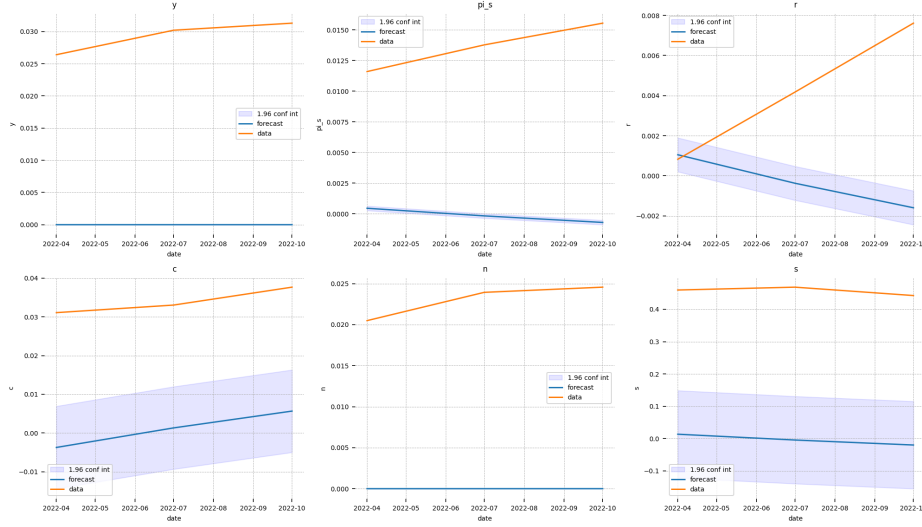 y
0.030
0.025
0.020
0.015
0.010
0.005
0.000
y
1.96 conf int
forecast
data
2022-04 2022-05 2022-06 2022-07 2022-08 2022-09 2022-10
date
pi_s
0.0150
0.0125
0.0100
0.0075
0.0050
0.0025
0.0000
pi_s
1.96 conf int
forecast
data
2022-04 2022-05 2022-06 2022-07 2022-08 2022-09 2022-10
date
r
0.008
0.006
0.004
0.002
0.000
−0.002
r
1.96 conf int
forecast
data
2022-04 2022-05 2022-06 2022-07 2022-08 2022-09 2022-1
date
c
0.04
0.03
0.02
0.01
0.00
−0.01
c
1.96 conf int
forecast
data
2022-04 2022-05 2022-06 2022-07 2022-08 2022-09 2022-10
date
n
0.025
0.020
0.015
0.010
0.005
0.000
n
1.96 conf int
forecast
data
2022-04 2022-05 2022-06 2022-07 2022-08 2022-09 2022-10
date
s
0.4
0.3
0.2
0.1
0.0
−0.1
s
1.96 conf int
forecast
data
2022-04 2022-05 2022-06 2022-07 2022-08 2022-09 2022-1
date